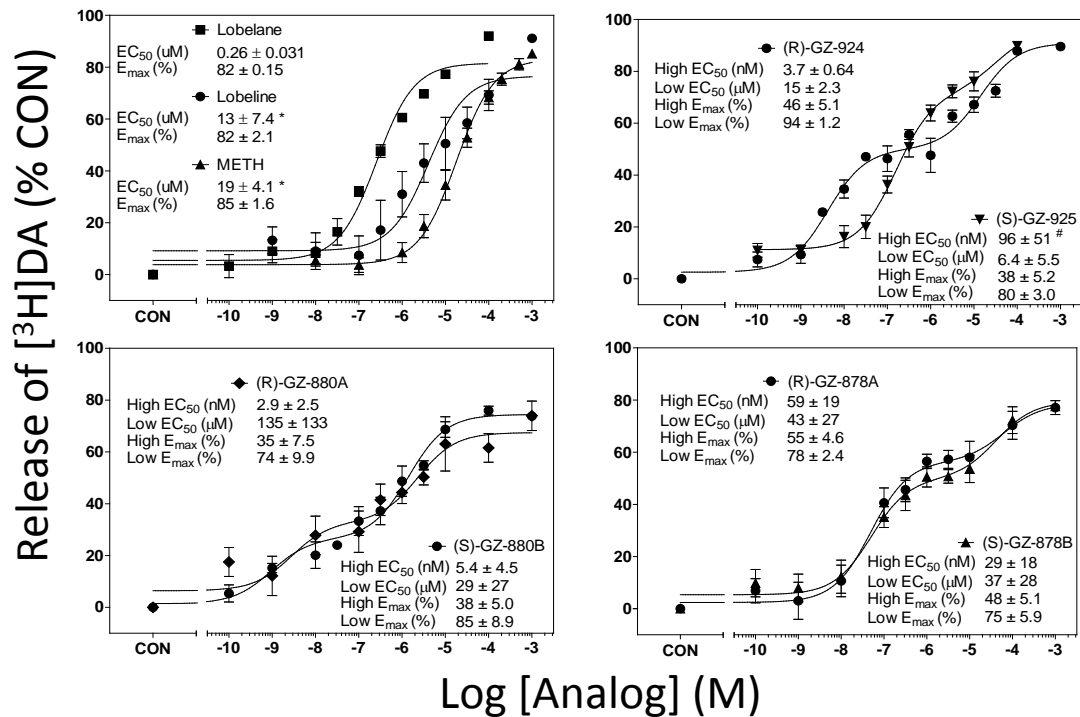 Release of [³H]DA (% CON)
100
80
60
40
20
0
Lobelane
EC₅₀ (uM) 0.26 ± 0.031
Eₘₐₓ (%) 82 ± 0.15
Lobeline
EC₅₀ (uM) 13 ± 7.4 *
Eₘₐₓ (%) 82 ± 2.1
METH
EC₅₀ (uM) 19 ± 4.1 *
Eₘₐₓ (%) 85 ± 1.6
CON -10 -9 -8 -7 -6 -5 -4 -3
100
80
60
40
20
0
(R)-GZ-924
High EC₅₀ (nM) 3.7 ± 0.64
Low EC₅₀ (μM) 15 ± 2.3
High Eₘₐₓ (%) 46 ± 5.1
Low Eₘₐₓ (%) 94 ± 1.2
(S)-GZ-925
High EC₅₀ (nM) 96 ± 51 #
Low EC₅₀ (μM) 6.4 ± 5.5
High Eₘₐₓ (%) 38 ± 5.2
Low Eₘₐₓ (%) 80 ± 3.0
CON -10 -9 -8 -7 -6 -5 -4 -3
100
80
60
40
20
0
(R)-GZ-880A
High EC₅₀ (nM) 2.9 ± 2.5
Low EC₅₀ (μM) 135 ± 133
High Eₘₐₓ (%) 35 ± 7.5
Low Eₘₐₓ (%) 74 ± 9.9
(S)-GZ-880B
High EC₅₀ (nM) 5.4 ± 4.5
Low EC₅₀ (μM) 29 ± 27
High Eₘₐₓ (%) 38 ± 5.0
Low Eₘₐₓ (%) 85 ± 8.9
CON -10 -9 -8 -7 -6 -5 -4 -3
100
80
60
40
20
0
(R)-GZ-878A
High EC₅₀ (nM) 59 ± 19
Low EC₅₀ (μM) 43 ± 27
High Eₘₐₓ (%) 55 ± 4.6
Low Eₘₐₓ (%) 78 ± 2.4
(S)-GZ-878B
High EC₅₀ (nM) 29 ± 18
Low EC₅₀ (μM) 37 ± 28
High Eₘₐₓ (%) 48 ± 5.1
Low Eₘₐₓ (%) 75 ± 5.9
CON -10 -9 -8 -7 -6 -5 -4 -3
Log [Analog] (M)